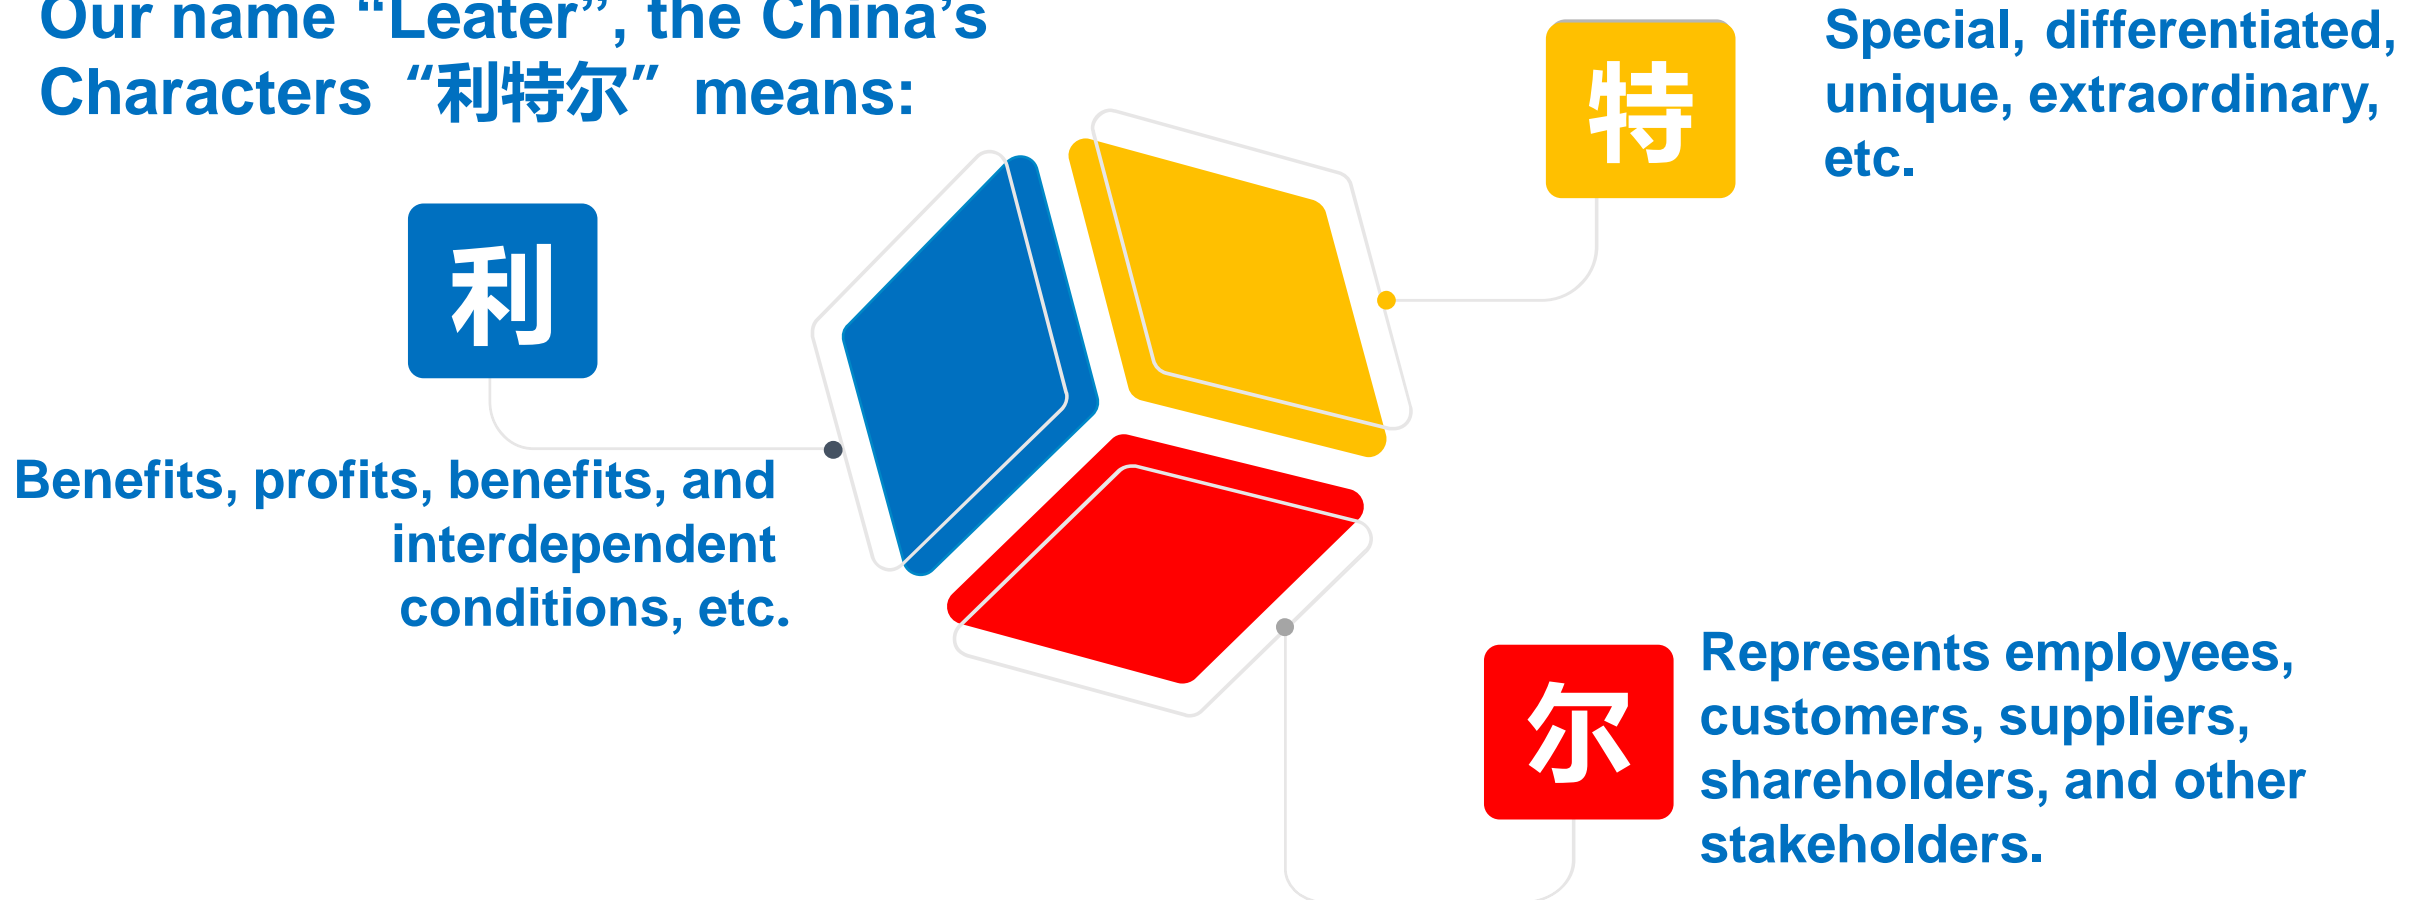 Our name “Leater”, the China’s
Characters “利特尔” means:
利
Benefits, profits, benefits, and
interdependent
conditions, etc.
特
Special, differentiated,
unique, extraordinary,
etc.
尔
Represents employees,
customers, suppliers,
shareholders, and other
stakeholders.